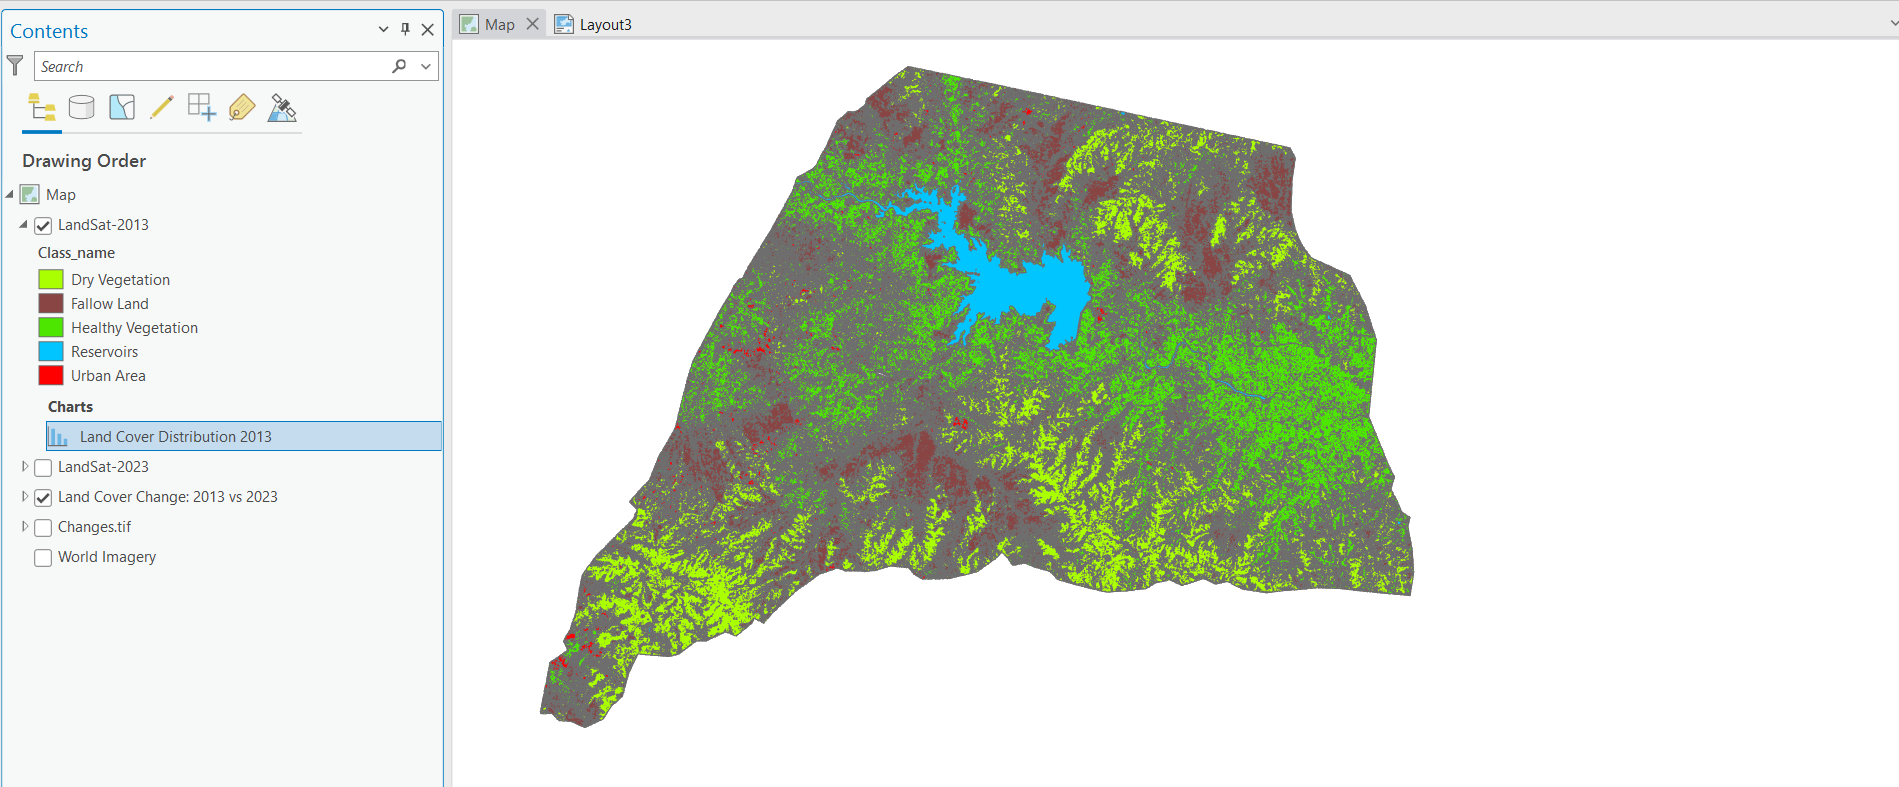 Contents
Map
Layout3
Search
Drawing Order
Map
LandSat-2013
Class_name
Dry Vegetation
Fallow Land
Healthy Vegetation
Reservoirs
Urban Area
Charts
Land Cover Distribution 2013
LandSat-2023
Land Cover Change: 2013 vs 2023
Changes.tif
World Imagery